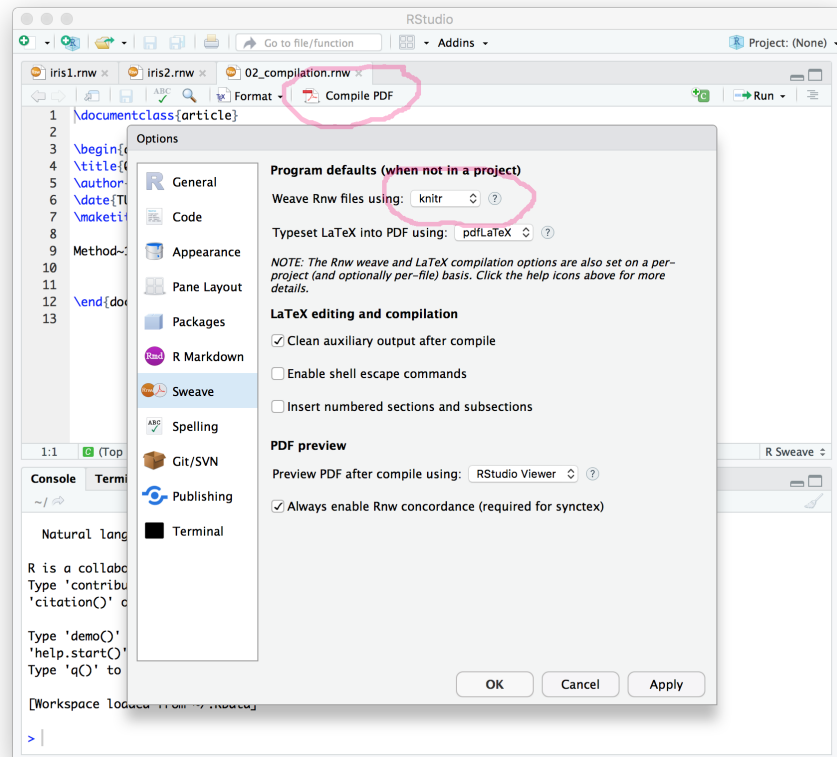 RStudio
Go to file/function Addins Project: (None)
iris1.rnw iris2.rnw 02_compilation.rnw
ABC Format Compile PDF Run
1 \documentclass{article}
2
3 \begin{
4 \title{
5 \author
6 \date{TU
7 \maketit
8
9 Method~
10
11
12 \end{doc
13
1:1 (Top R Sweave
Console Termi
~/
Natural lang
R is a collabo
Type 'contribu
'citation()' o
Type 'demo()'
'help.start()'
Type 'q()' to
[Workspace loaded from ~/.RData]
>
Options
General
Code
Appearance
Pane Layout
Packages
Rmd R Markdown
Rnw Sweave
ABC Spelling
Git/SVN
Publishing
Terminal
Program defaults (when not in a project)
Weave Rnw files using: knitr ?
Typeset LaTeX into PDF using: pdfLaTeX ?
NOTE: The Rnw weave and LaTeX compilation options are also set on a per-
project (and optionally per-file) basis. Click the help icons above for more
details.
LaTeX editing and compilation
Clean auxiliary output after compile
Enable shell escape commands
Insert numbered sections and subsections
PDF preview
Preview PDF after compile using: RStudio Viewer ?
Always enable Rnw concordance (required for synctex)
OK Cancel Apply